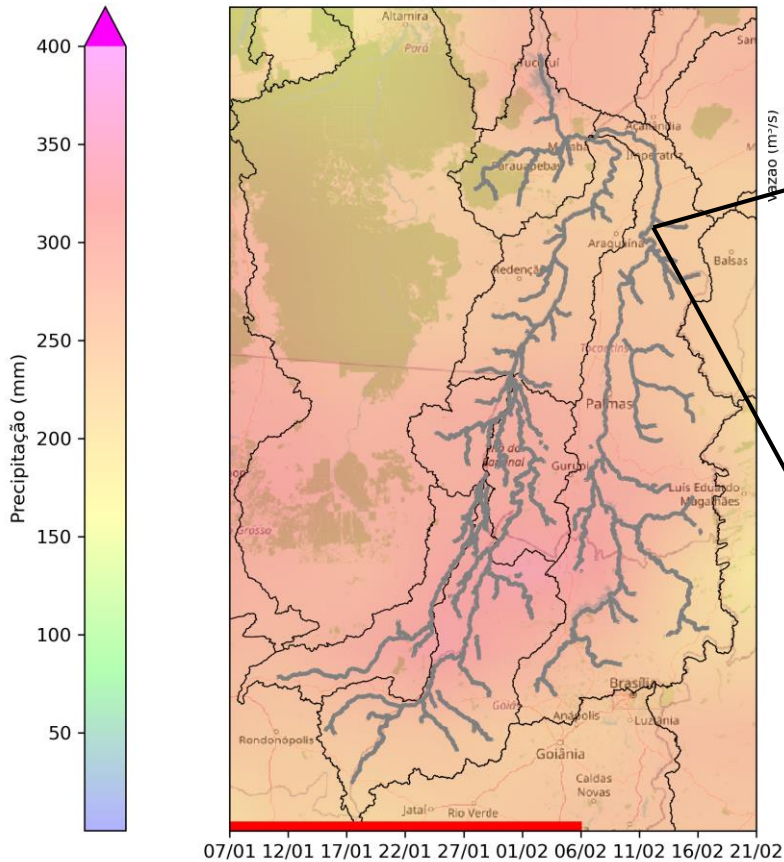 400
350
300
250
200
150
100
50
Precipitação (mm)
Altamira
Pará
Tucuruí
San
Açailândia
Marabá
Imperatriz
Parauapebas
vazao (m³/s)
Araguaína
Balsas
Redenção
Tocantins
Palmas
Gurupi
Luís Eduardo
Magalhães
Grosso
Brasília
Goiás
Anápolis
Luziânia
Rondonópolis
Goiânia
Caldas
Novas
Jataí
Rio Verde
07/01 12/01 17/01 22/01 27/01 01/02 06/02 11/02 16/02 21/02